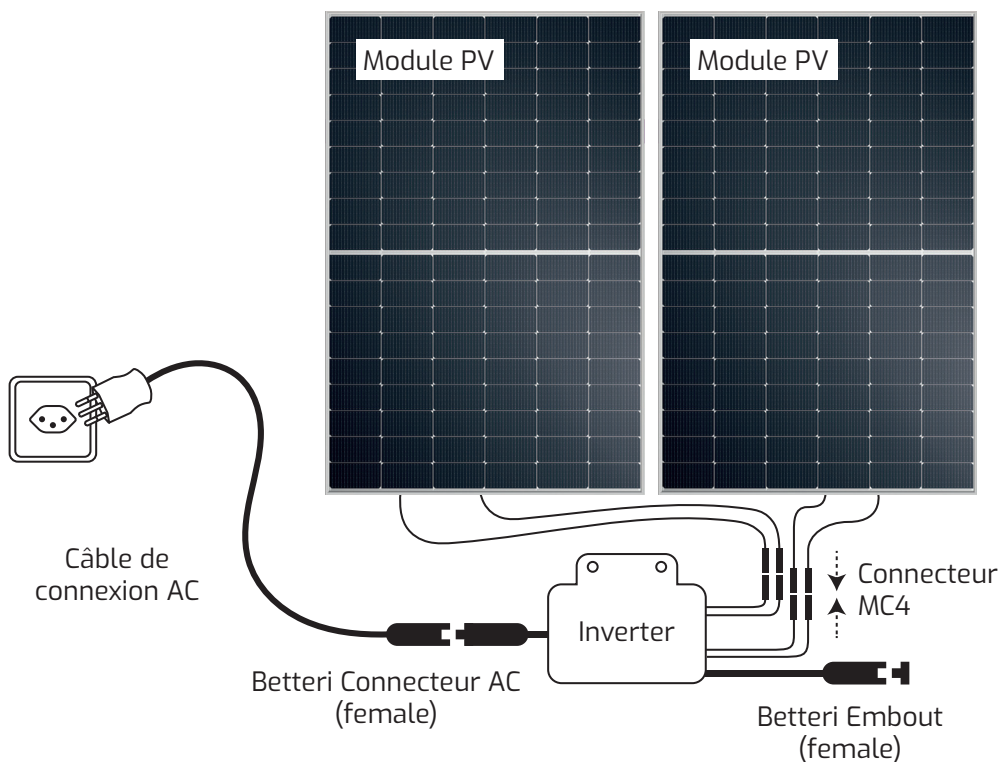 Module PV
Module PV
Câble de
connexion AC
Connecteur
MC4
Inverter
Betteri Connecteur AC
(female)
Betteri Embout
(female)